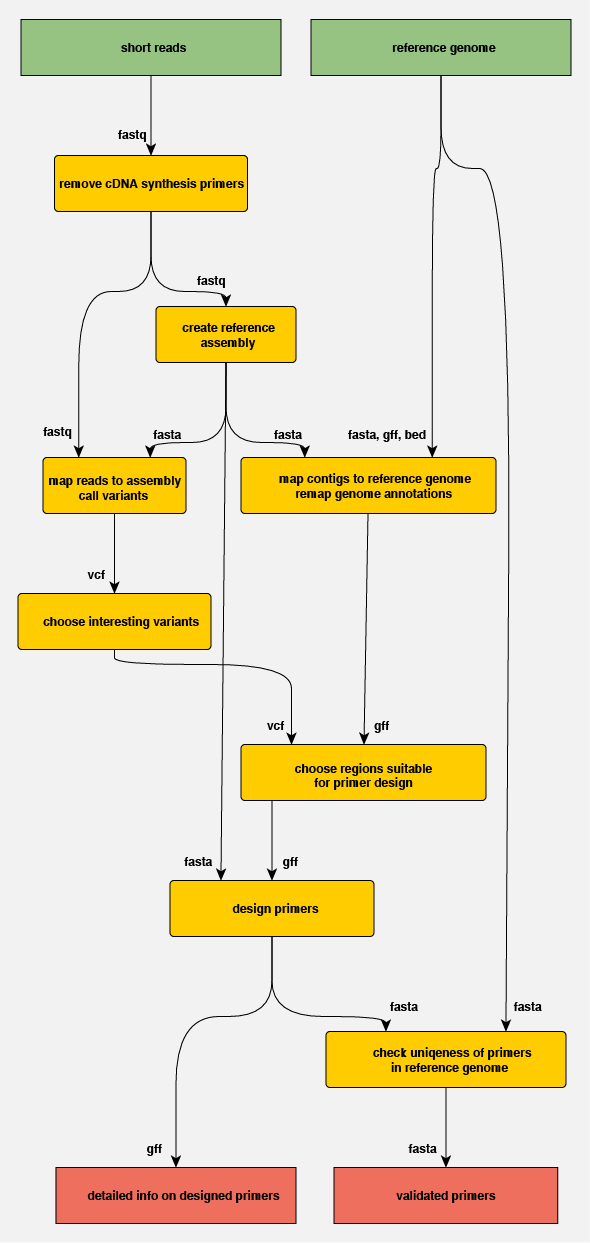 short reads
reference genome
fastq
remove cDNA synthesis primers
fastq
create reference
assembly
fastq
fasta
fasta
fasta, gff, bed
map reads to assembly
call variants
map contigs to reference genome
remap genome annotations
vcf
choose interesting variants
vcf
gff
choose regions suitable
for primer design
fasta
gff
design primers
fasta
fasta
check uniqeness of primers
in reference genome
gff
fasta
detailed info on designed primers
validated primers